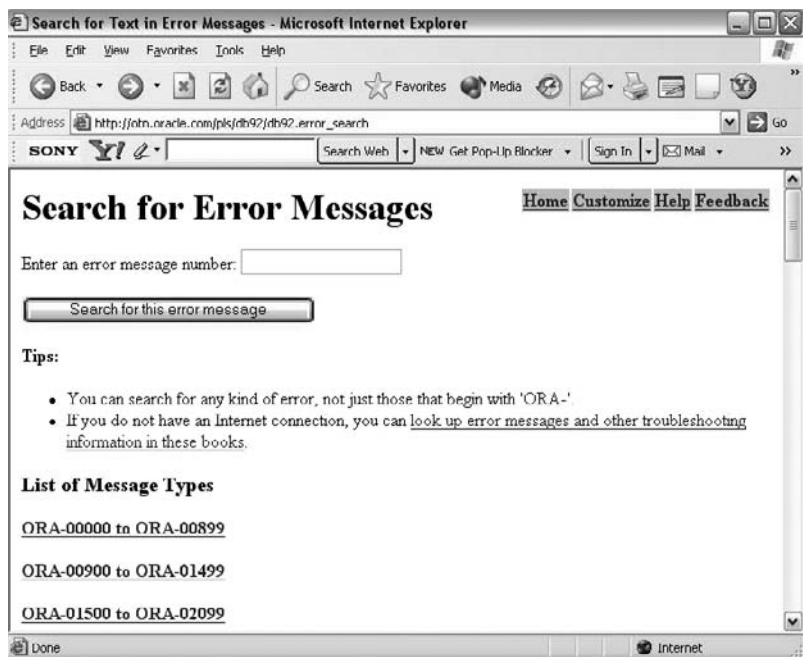 Search for Text in Error Messages - Microsoft Internet Explorer
File Edit View Favorites Tools Help
Back Search Favorites Media »
Address http://otn.oracle.com/pls/db92/db92.error_search Go
SONY Y! Search Web NEW Get Pop-Up Blocker Sign In Mail »
Search for Error Messages
Home Customize Help Feedback
Enter an error message number:
Search for this error message
Tips:
• You can search for any kind of error, not just those that begin with 'ORA-'.
• If you do not have an Internet connection, you can look up error messages and other troubleshooting
information in these books.
List of Message Types
ORA-00000 to ORA-00899
ORA-00900 to ORA-01499
ORA-01500 to ORA-02099
Done Internet